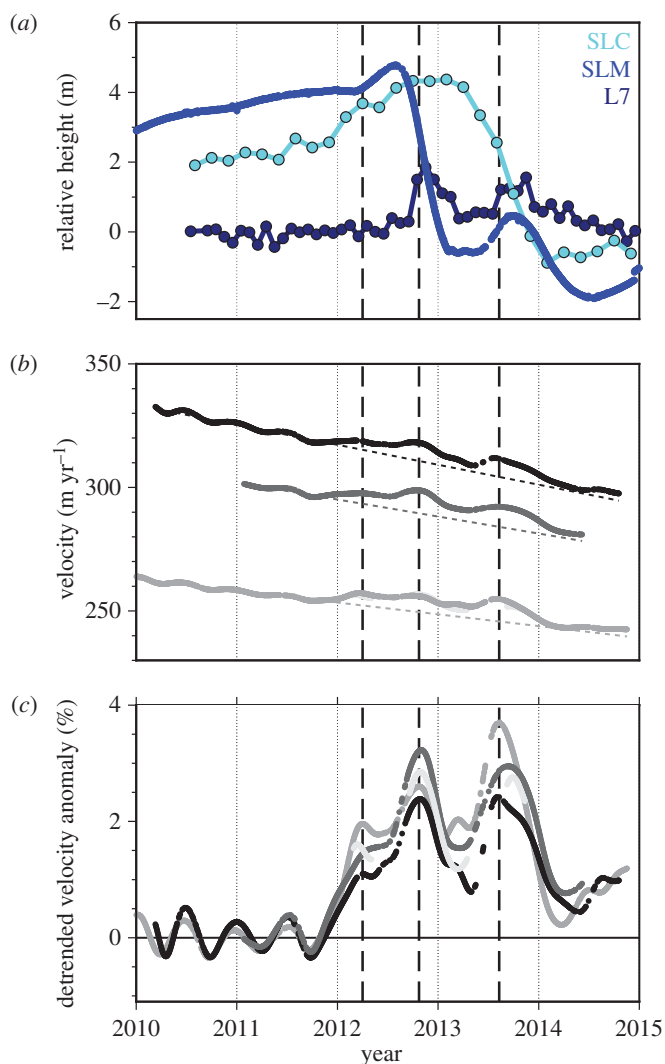 (a)
6
4
2
0
−2
relative height (m)
SLC
SLM
L7
(b)
350
300
250
velocity (m yr−1)
(c)
4
2
0
detrended velocity anomaly (%)
2010 2011 2012 2013 2014 2015
year